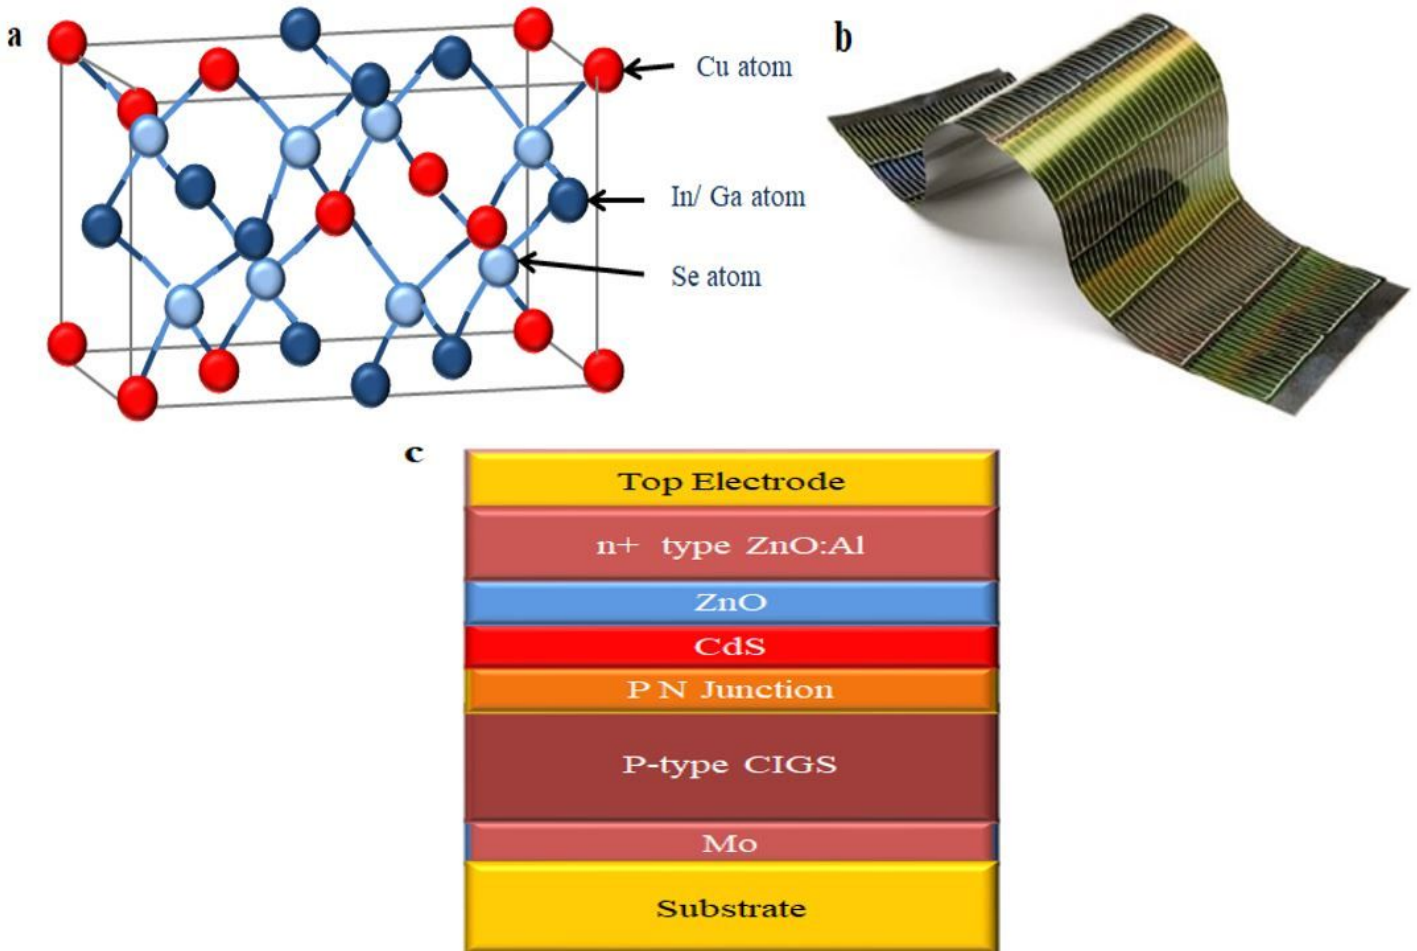 a
b
Cu atom
In/ Ga atom
Se atom
c
Top Electrode
n+ type ZnO:Al
ZnO
CdS
P N Junction
P-type CIGS
Mo
Substrate